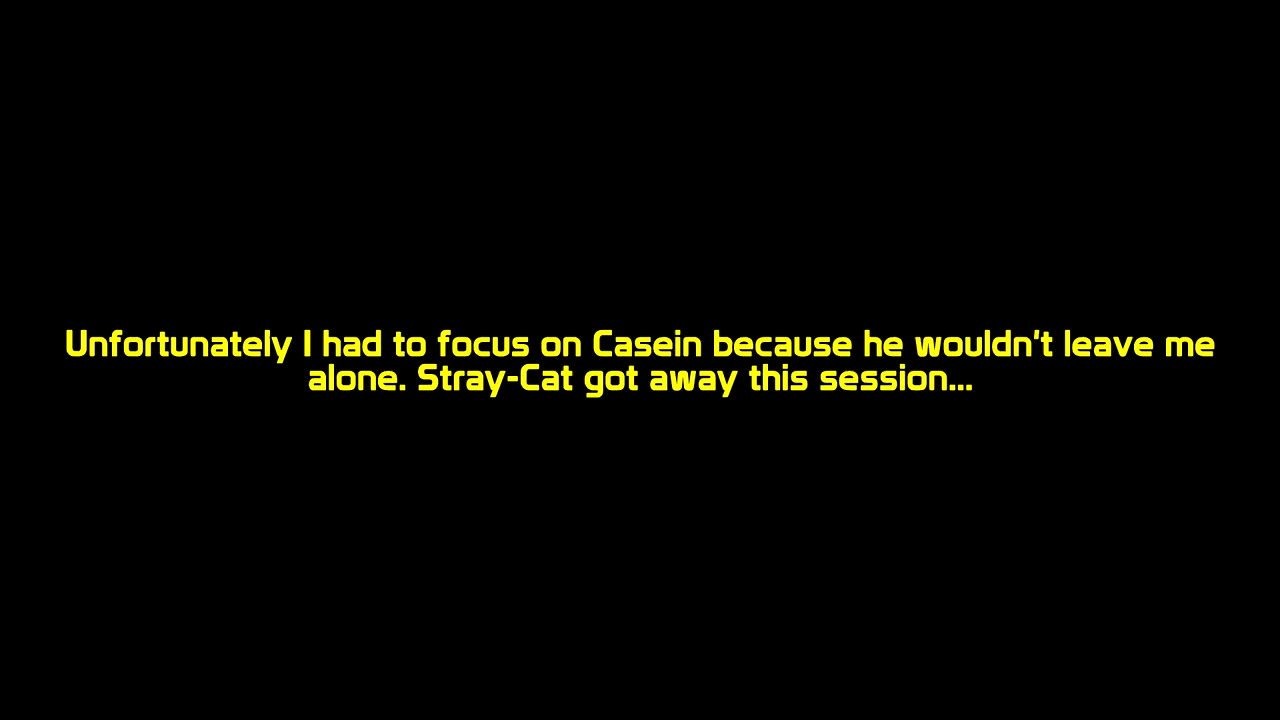 Unfortunately I had to focus on Casein because he wouldn't leave me
alone. Stray-Cat got away this session...